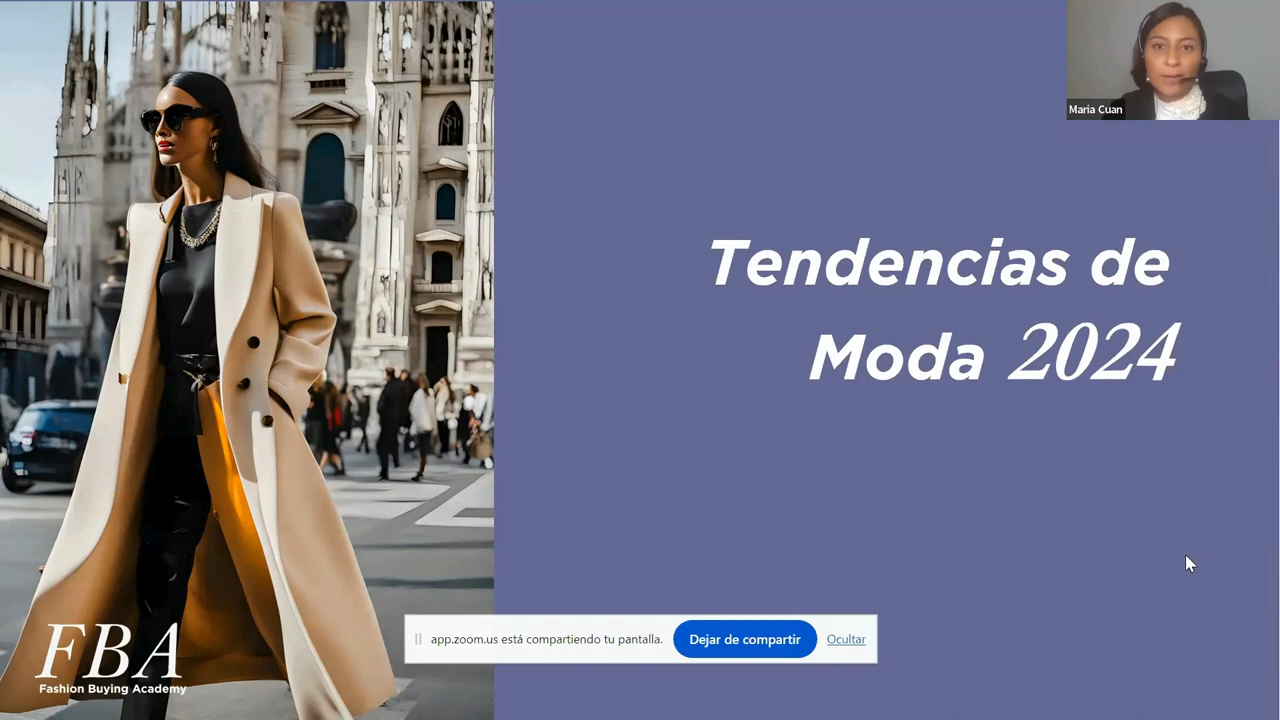 Maria Cuan
Tendencias de
Moda 2024
app.zoom.us está compartiendo tu pantalla.
Dejar de compartir
Ocultar
FBA
Fashion Buying Academy